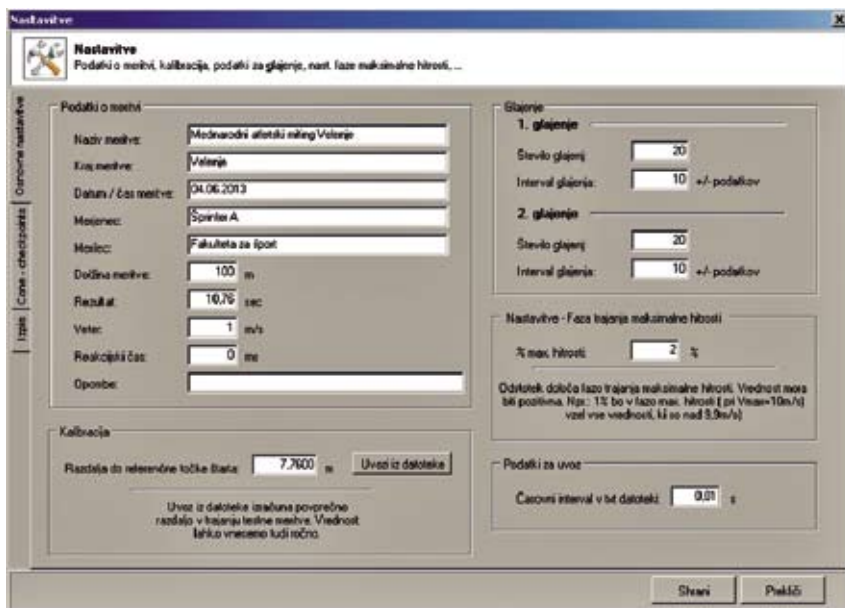 Nastavitve
Nastavitve
Podatki o meritvi, kalibracija, podatki za glajenje, nast. faze maksimalne hitrosti, ...
Osnovne nastavitve
Cone - checkpoints
Izpis
Podatki o meritvi
Naziv meritve: Mednarodni atletski miting Velenje
Kraj meritve: Velenje
Datum / čas meritve: 04.06.2013
Merjenec: Šprinter A
Merilec: Fakulteta za šport
Dolžina meritve: 100 m
Rezultat: 10,76 sec
Veter: 1 m/s
Reakcijski čas: 0 ms
Opombe:
Kalibracija
Razdalja do referenčne točke štarta: 7,7600 m Uvozi iz datoteke
Uvoz iz datoteke izračuna povprečno
razdaljo v trajanju testne meritve. Vrednost
lahko vnesemo tudi ročno.
Glajenje
1. glajenje
Število glajenj: 20
Interval glajenja: 10 +/- podatkov
2. glajenje
Število glajenj: 20
Interval glajenja: 10 +/- podatkov
Nastavitve - Faza trajanja maksimalne hitrosti
% max. hitrosti: 2 %
Odstotek določa fazo trajanja maksimalne hitrosti. Vrednost mora
biti pozitivna. Npr.: 1% bo v fazo max. hitrosti ( pri Vmax=10m/s)
vzel vse vrednosti, ki so nad 9,9m/s)
Podatki za uvoz
Časovni interval v txt datoteki: 0,01 s
Shrani
Prekliči